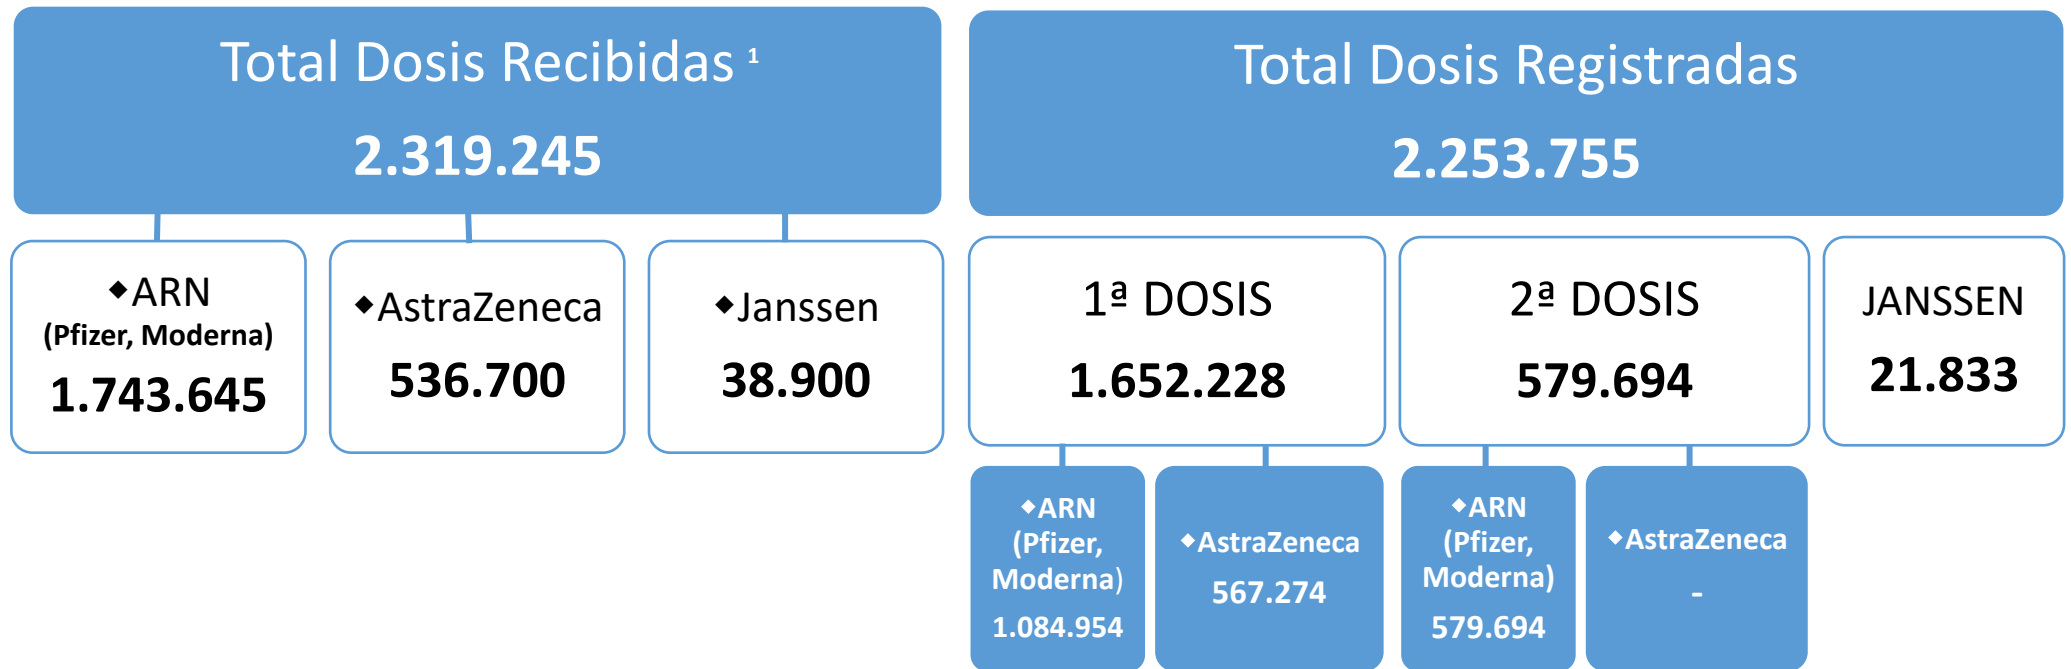 Total Dosis Recibidas ¹
2.319.245
◆ARN
(Pfizer, Moderna)
1.743.645
◆AstraZeneca
536.700
◆Janssen
38.900
Total Dosis Registradas
2.253.755
1ª DOSIS
1.652.228
2ª DOSIS
579.694
JANSSEN
21.833
◆ARN
(Pfizer,
Moderna)
1.084.954
◆AstraZeneca
567.274
◆ARN
(Pfizer,
Moderna)
579.694
◆AstraZeneca
-